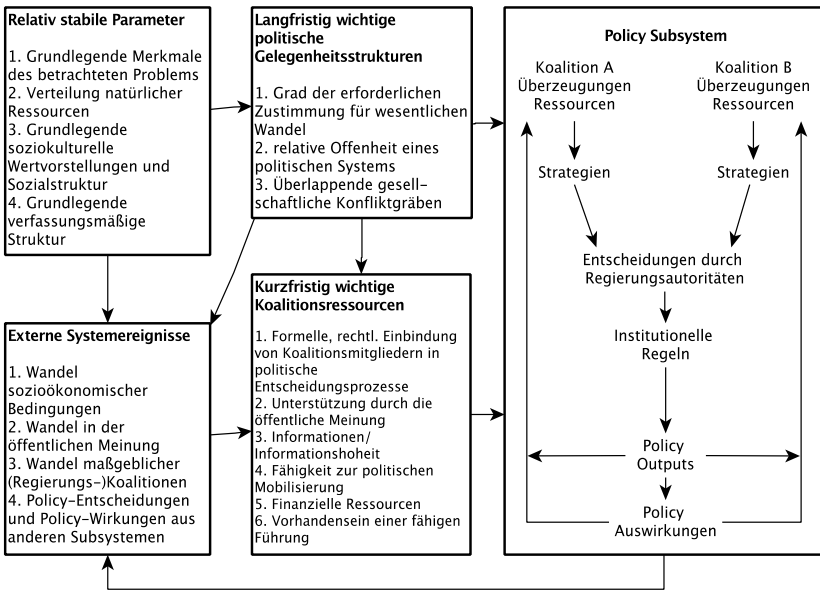 Relativ stabile Parameter
1. Grundlegende Merkmale
des betrachteten Problems
2. Verteilung natürlicher
Ressourcen
3. Grundlegende
soziokulturelle
Wertvorstellungen und
Sozialstruktur
4. Grundlegende
verfassungsmäßige
Struktur
Langfristig wichtige
politische
Gelegenheitsstrukturen
1. Grad der erforderlichen
Zustimmung für wesentlichen
Wandel
2. relative Offenheit eines
politischen Systems
3. Überlappende gesell-
schaftliche Konfliktgräben
Externe Systemereignisse
1. Wandel
sozioökonomischer
Bedingungen
2. Wandel in der
öffentlichen Meinung
3. Wandel maßgeblicher
(Regierungs-)Koalitionen
4. Policy-Entscheidungen
und Policy-Wirkungen aus
anderen Subsystemen
Kurzfristig wichtige
Koalitionsressourcen
1. Formelle, rechtl. Einbindung
von Koalitionsmitgliedern in
politische
Entscheidungsprozesse
2. Unterstützung durch die
öffentliche Meinung
3. Informationen/
Informationshoheit
4. Fähigkeit zur politischen
Mobilisierung
5. Finanzielle Ressourcen
6. Vorhandensein einer fähigen
Führung
Policy Subsystem
Koalition A
Überzeugungen
Ressourcen
Koalition B
Überzeugungen
Ressourcen
Strategien
Strategien
Entscheidungen durch
Regierungsautoritäten
Institutionelle
Regeln
Policy
Outputs
Policy
Auswirkungen